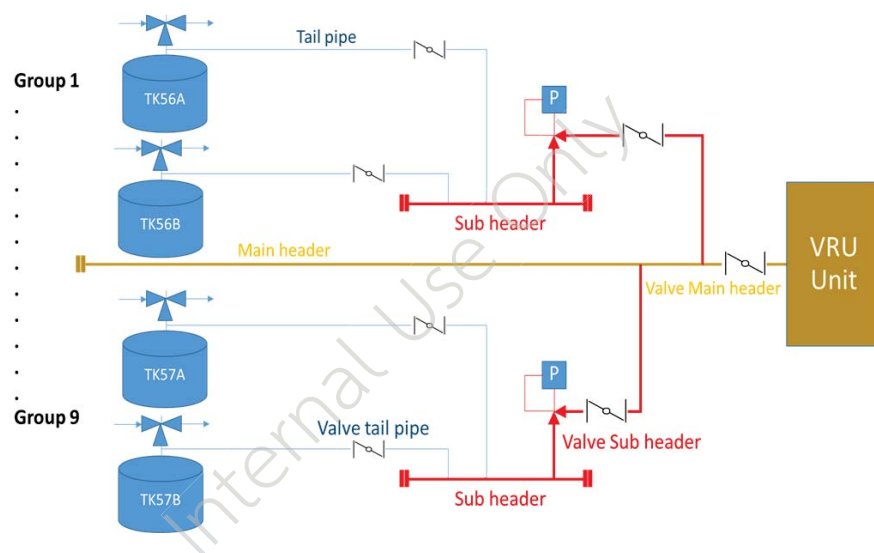 Tail pipe
Group 1
TK56A
P
TK56B
Sub header
Main header
VRU
Unit
Valve Main header
TK57A
P
Group 9
Valve tail pipe
Valve Sub header
TK57B
Sub header
Internal Use Only